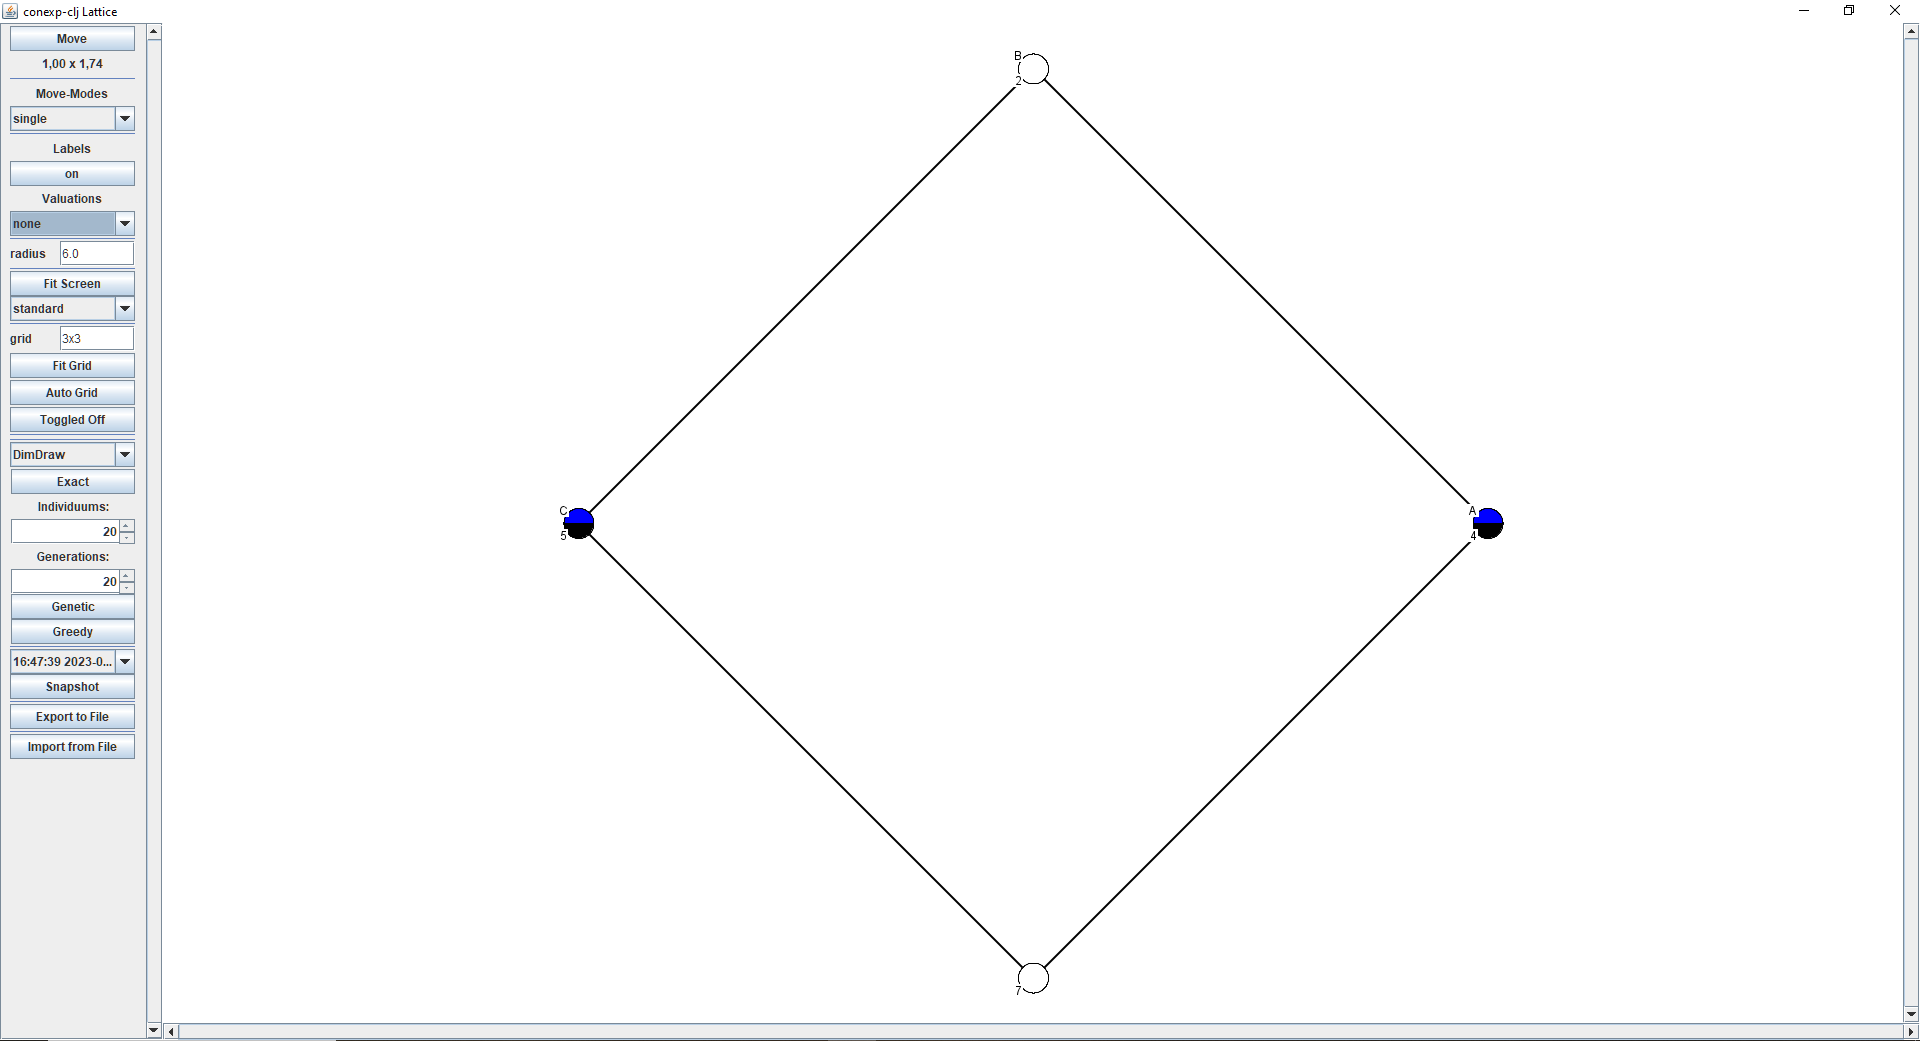 conexp-clj Lattice
Move
1,00 x 1,74
Move-Modes
single
Labels
on
Valuations
none
radius 6.0
Fit Screen
standard
grid 3x3
Fit Grid
Auto Grid
Toggled Off
DimDraw
Exact
Individuums:
20
Generations:
20
Genetic
Greedy
16:47:39 2023-0...
Snapshot
Export to File
Import from File
B
2
C
5
A
4
7